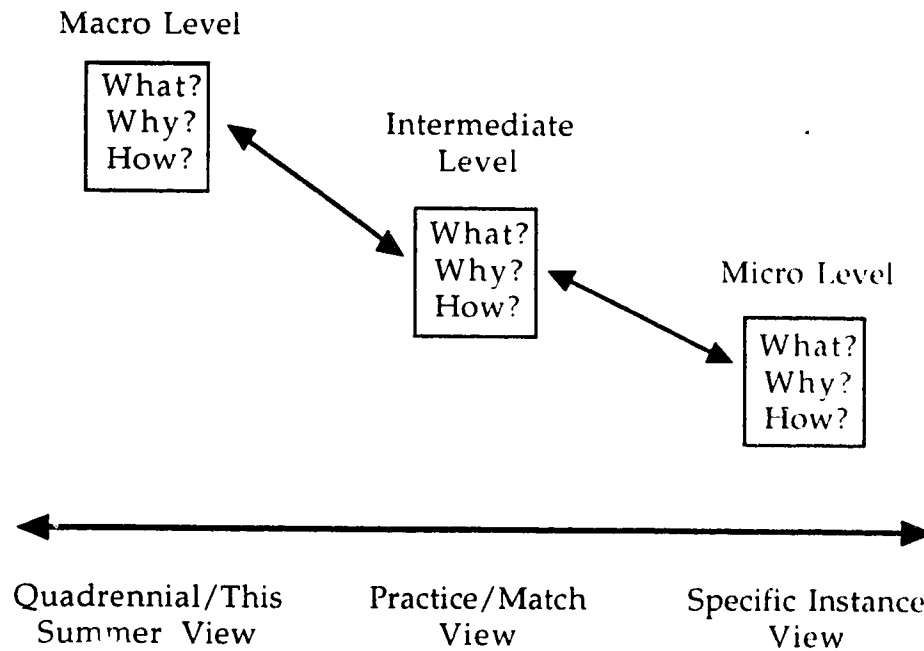 Macro Level
What?
Why?
How?
Intermediate
Level
What?
Why?
How?
Micro Level
What?
Why?
How?
Quadrennial/This
Summer View
Practice/Match
View
Specific Instance
View